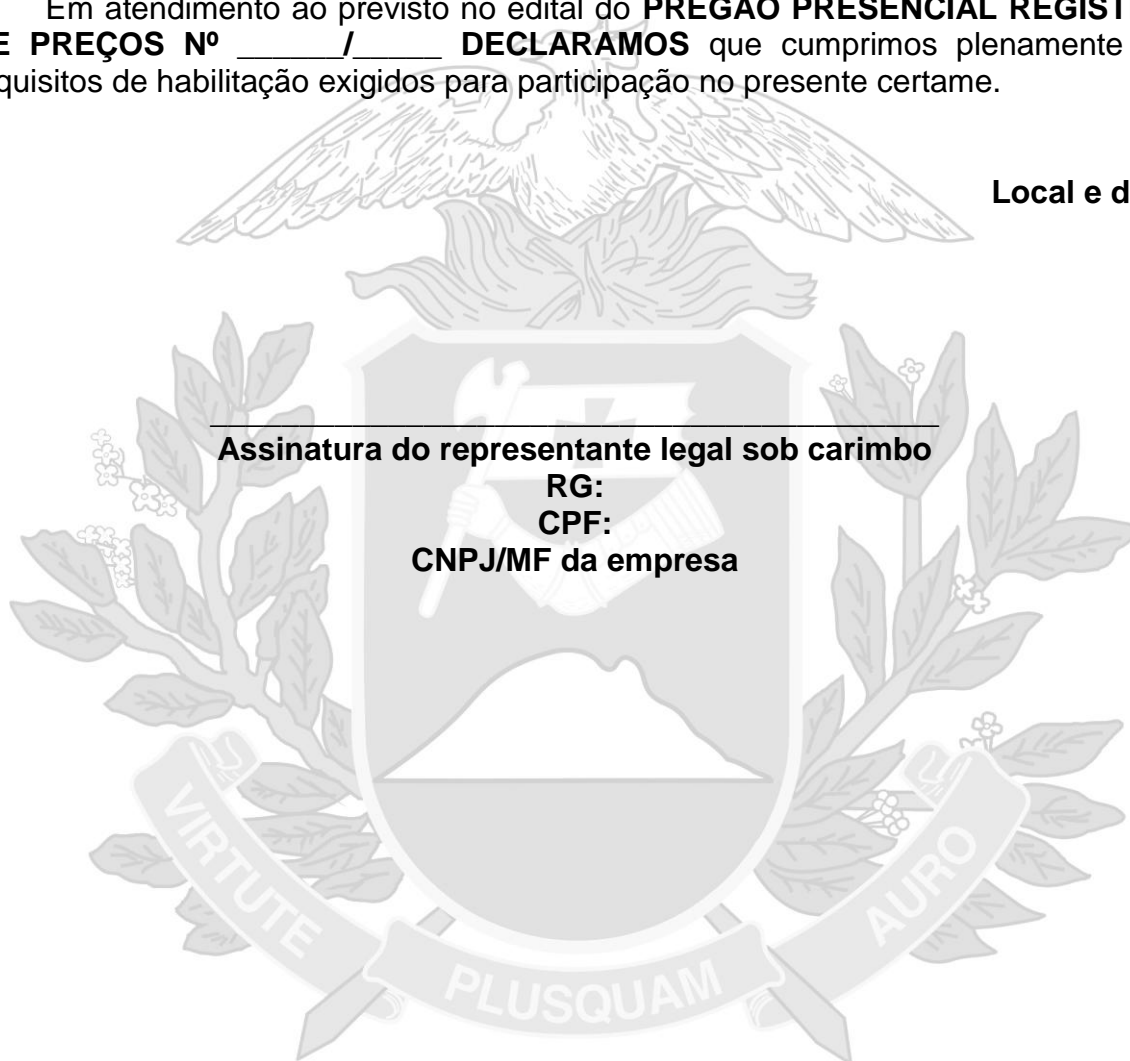 Em atendimento ao previsto no edital do PREGÃO PRESENCIAL REGIST
E PREÇOS Nº ______/_____ DECLARAMOS que cumprimos plenamente
quisitos de habilitação exigidos para participação no presente certame.
Local e d
Assinatura do representante legal sob carimbo
RG:
CPF:
CNPJ/MF da empresa
VIRTUTE
PLUSQUAM
AURO